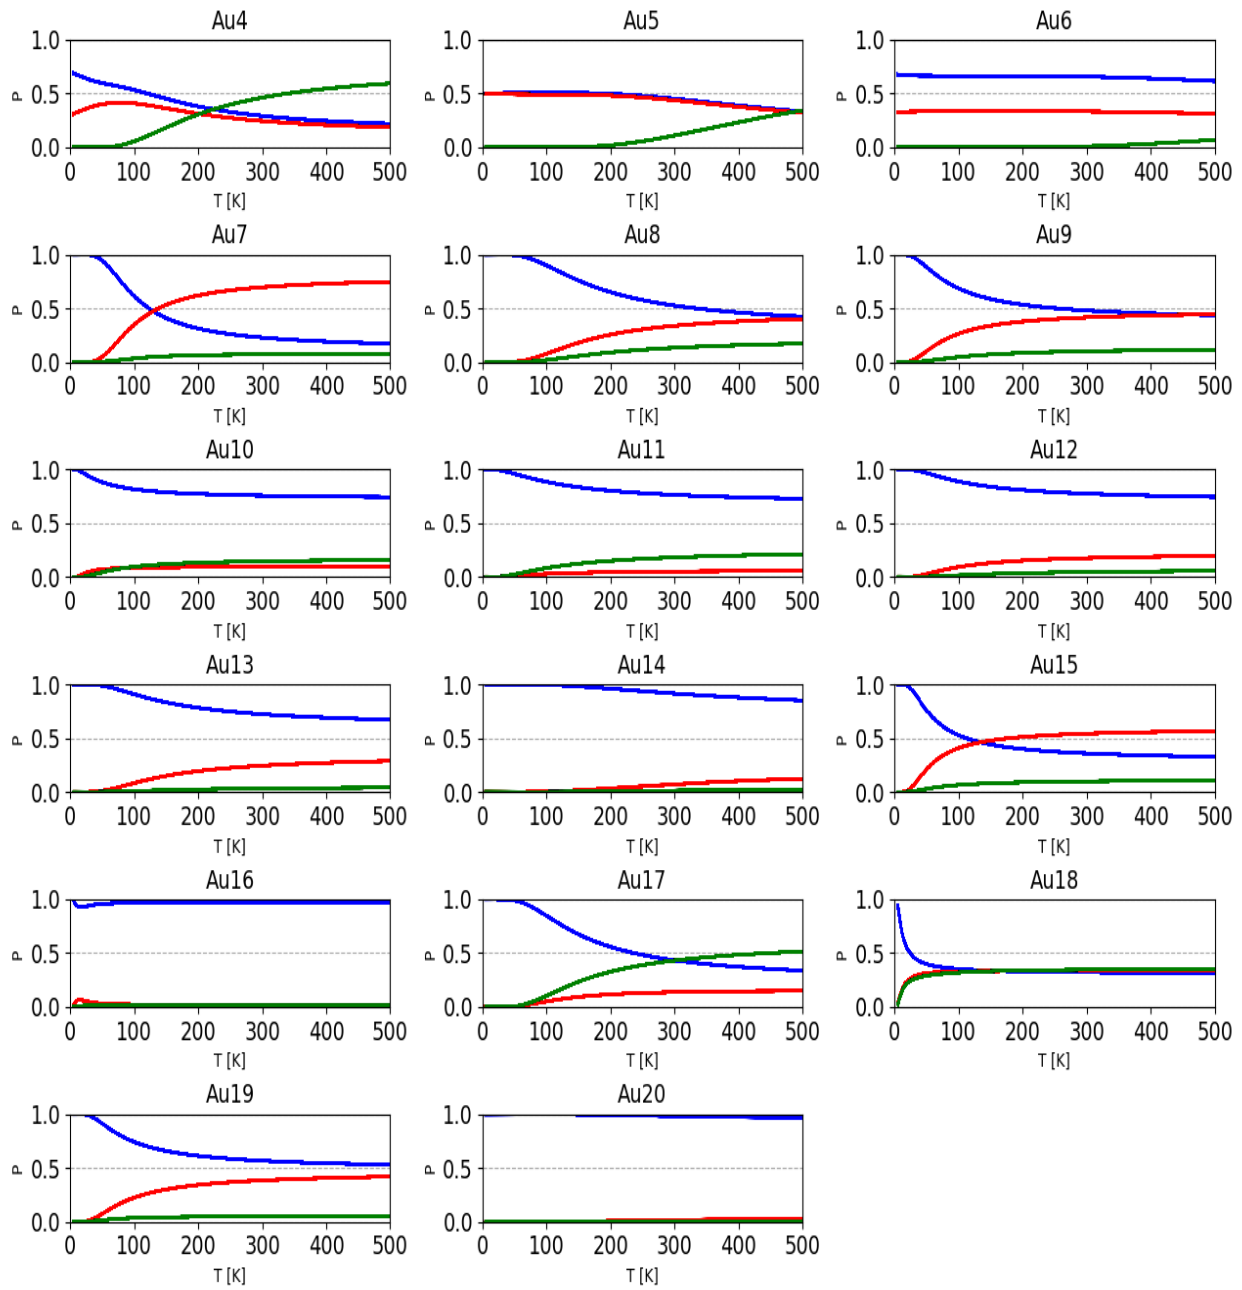 Au4 Au5 Au6
1.0 1.0 1.0
P 0.5 P 0.5 P 0.5
0.0 0.0 0.0
0 100 200 300 400 500 0 100 200 300 400 500 0 100 200 300 400 500
T [K] T [K] T [K]
Au7 Au8 Au9
1.0 1.0 1.0
P 0.5 P 0.5 P 0.5
0.0 0.0 0.0
0 100 200 300 400 500 0 100 200 300 400 500 0 100 200 300 400 500
T [K] T [K] T [K]
Au10 Au11 Au12
1.0 1.0 1.0
P 0.5 P 0.5 P 0.5
0.0 0.0 0.0
0 100 200 300 400 500 0 100 200 300 400 500 0 100 200 300 400 500
T [K] T [K] T [K]
Au13 Au14 Au15
1.0 1.0 1.0
P 0.5 P 0.5 P 0.5
0.0 0.0 0.0
0 100 200 300 400 500 0 100 200 300 400 500 0 100 200 300 400 500
T [K] T [K] T [K]
Au16 Au17 Au18
1.0 1.0 1.0
P 0.5 P 0.5 P 0.5
0.0 0.0 0.0
0 100 200 300 400 500 0 100 200 300 400 500 0 100 200 300 400 500
T [K] T [K] T [K]
Au19 Au20
1.0 1.0
P 0.5 P 0.5
0.0 0.0
0 100 200 300 400 500 0 100 200 300 400 500
T [K] T [K]